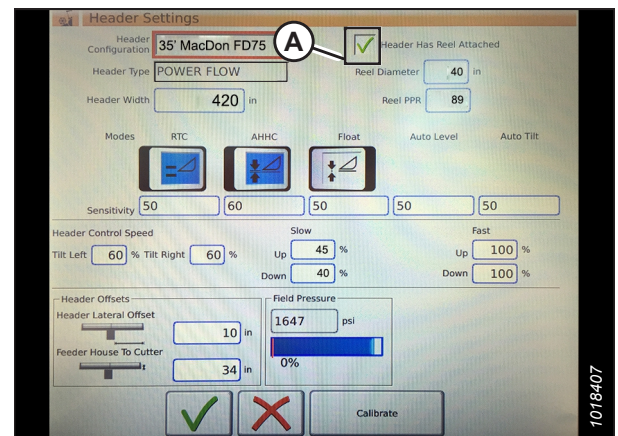 Header Settings
Header Configuration 35' MacDon FD75 A Header Has Reel Attached
Header Type POWER FLOW Reel Diameter 40 in
Header Width 420 in Reel PPR 89
Modes RTC AHHC Float Auto Level Auto Tilt
Sensitivity 50 60 50 50 50
Header Control Speed Slow Fast
Tilt Left 60 % Tilt Right 60 % Up 45 % Up 100 %
Down 40 % Down 100 %
Header Offsets Field Pressure
Header Lateral Offset 1647 psi
10 in
Feeder House To Cutter 0%
34 in
Calibrate
1018407